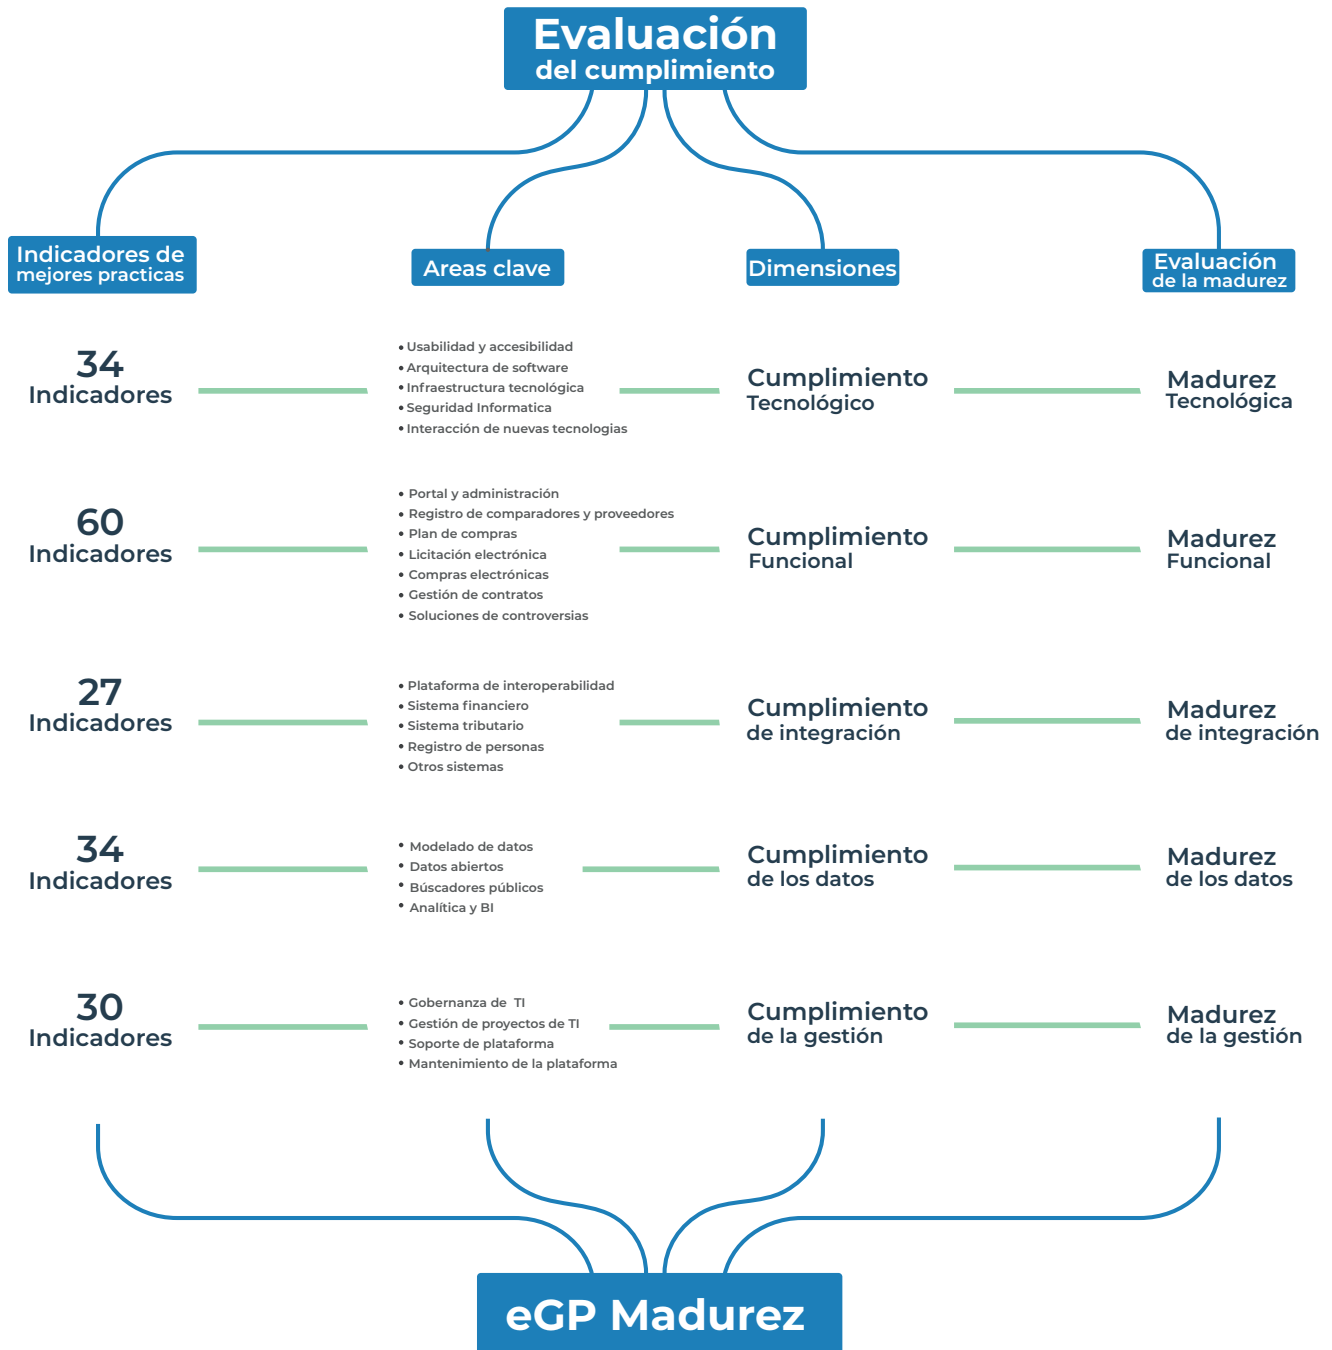 Evaluación
del cumplimiento
Indicadores de
mejores practicas
Areas clave
Dimensiones
Evaluación
de la madurez
34
Indicadores
• Usabilidad y accesibilidad
• Arquitectura de software
• Infraestructura tecnológica
• Seguridad Informatica
• Interacción de nuevas tecnologias
Cumplimiento
Tecnológico
Madurez
Tecnológica
60
Indicadores
• Portal y administración
• Registro de comparadores y proveedores
• Plan de compras
• Licitación electrónica
• Compras electrónicas
• Gestión de contratos
• Soluciones de controversias
Cumplimiento
Funcional
Madurez
Funcional
27
Indicadores
• Plataforma de interoperabilidad
• Sistema financiero
• Sistema tributario
• Registro de personas
• Otros sistemas
Cumplimiento
de integración
Madurez
de integración
34
Indicadores
• Modelado de datos
• Datos abiertos
• Búscadores públicos
• Analítica y BI
Cumplimiento
de los datos
Madurez
de los datos
30
Indicadores
• Gobernanza de TI
• Gestión de proyectos de TI
• Soporte de plataforma
• Mantenimiento de la plataforma
Cumplimiento
de la gestión
Madurez
de la gestión
eGP Madurez